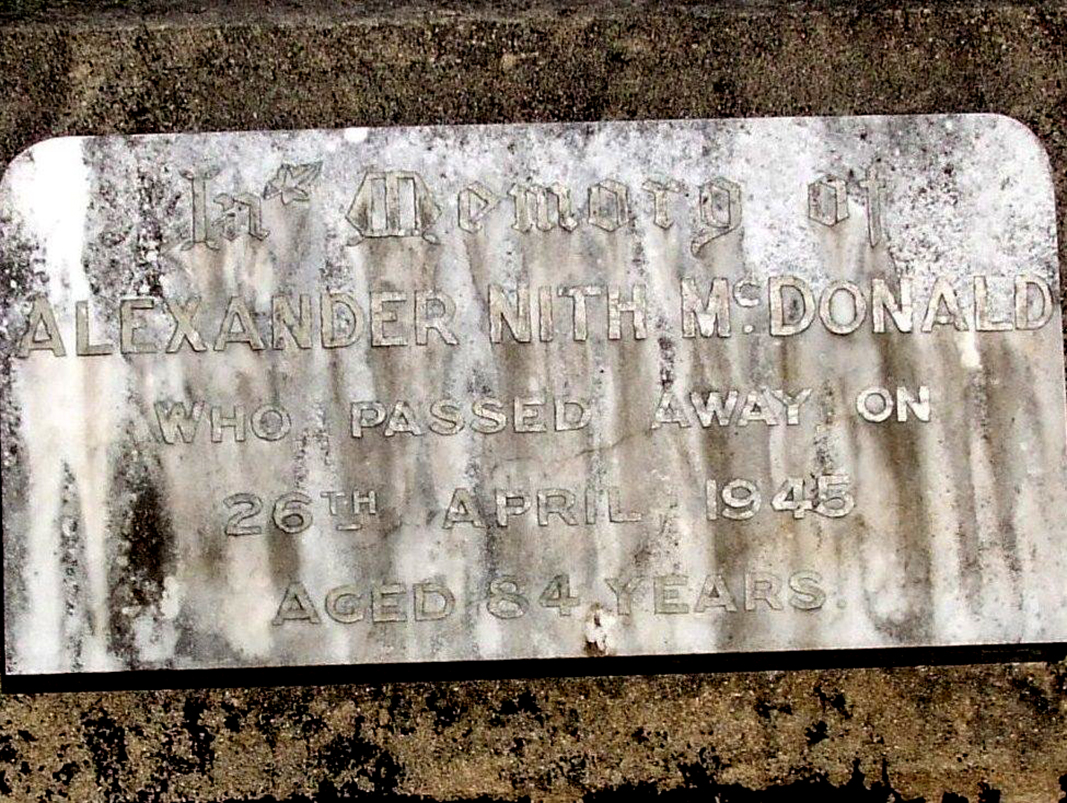 In Memory of
ALEXANDER NITH McDONALD
WHO PASSED AWAY ON
26TH APRIL 1945
AGED 84 YEARS.